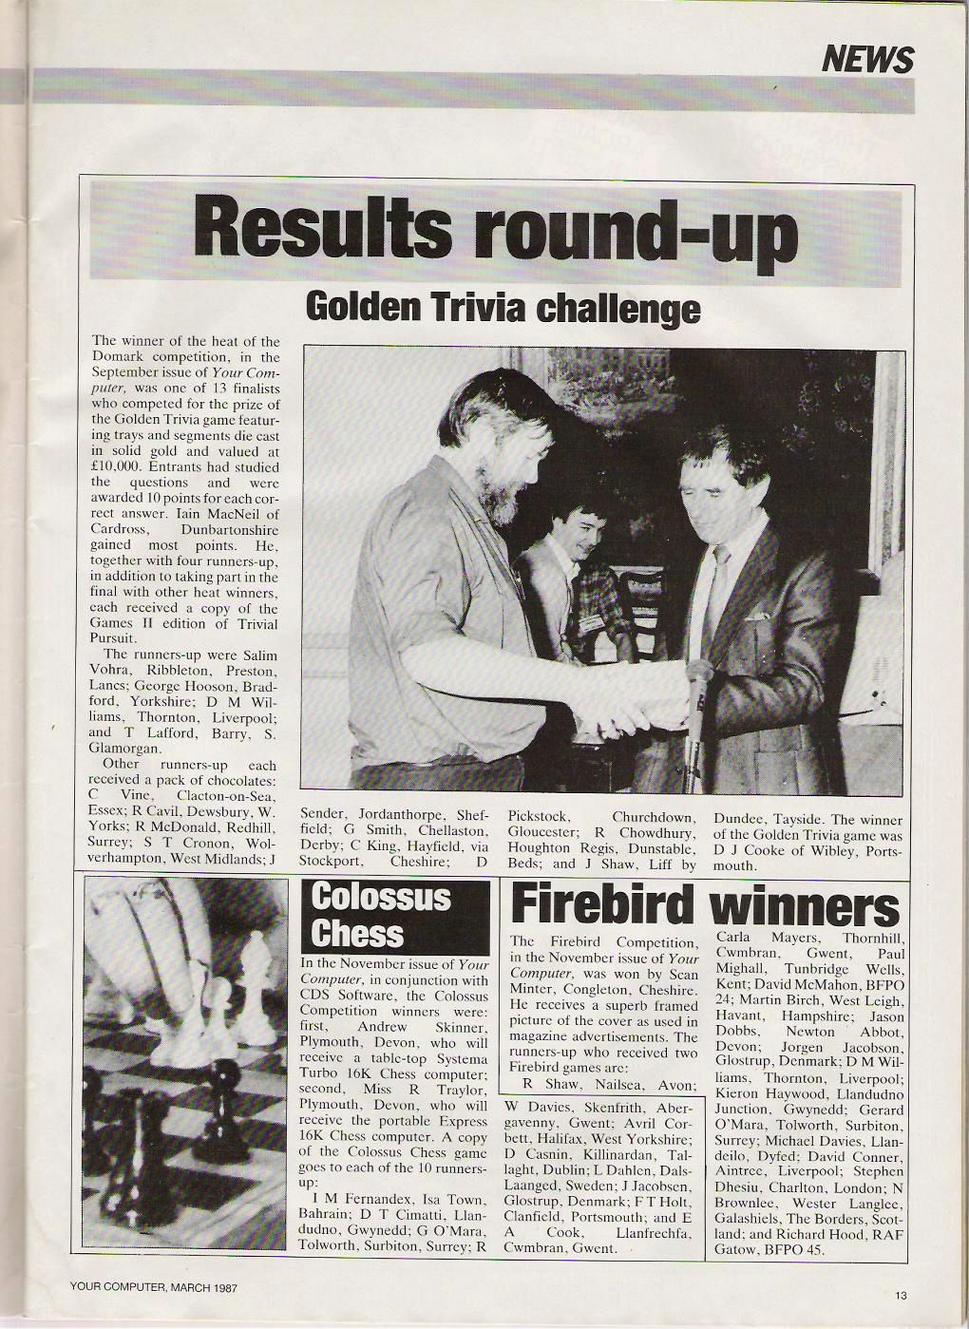 NEWS
Results round-up
Golden Trivia challenge
The winner of the heat of the
Domark competition, in the
September issue of Your Com-
puter, was one of 13 finalists
who competed for the prize of
the Golden Trivia game featur-
ing trays and segments die cast
in solid gold and valued at
£10,000. Entrants had studied
the questions and were
awarded 10 points for each cor-
rect answer. Iain MacNeil of
Cardross, Dunbartonshire
gained most points. He,
together with four runners-up,
in addition to taking part in the
final with other heat winners,
each received a copy of the
Games II edition of Trivial
Pursuit.
The runners-up were Salim
Vohra, Ribbleton, Preston,
Lancs; George Hooson, Brad-
ford, Yorkshire; D M Wil-
liams, Thornton, Liverpool;
and T Lafford, Barry, S.
Glamorgan.
Other runners-up each
received a pack of chocolates:
C Vine, Clacton-on-Sea,
Essex; R Cavil, Dewsbury, W.
Yorks; R McDonald, Redhill,
Surrey; S T Cronon, Wol-
verhampton, West Midlands; J
Sender, Jordanthorpe, Shef-
field; G Smith, Chellaston,
Derby; C King, Hayfield, via
Stockport, Cheshire; D
Pickstock, Churchdown,
Gloucester; R Chowdhury,
Houghton Regis, Dunstable,
Beds; and J Shaw, Liff by
Dundee, Tayside. The winner
of the Golden Trivia game was
D J Cooke of Wibley, Ports-
mouth.
Colossus
Chess
In the November issue of Your
Computer, in conjunction with
CDS Software, the Colossus
Competition winners were:
first, Andrew Skinner,
Plymouth, Devon, who will
receive a table-top Systema
Turbo 16K Chess computer;
second, Miss R Traylor,
Plymouth, Devon, who will
receive the portable Express
16K Chess computer. A copy
of the Colossus Chess game
goes to each of the 10 runners-
up:
I M Fernandex, Isa Town,
Bahrain; D T Cimatti, Llan-
dudno, Gwynedd; G O'Mara,
Tolworth, Surbiton, Surrey; R
W Davies, Skenfrith, Aber-
gavenny, Gwent; Avril Cor-
bett, Halifax, West Yorkshire;
D Casnin, Killinardan, Tal-
laght, Dublin; L Dahlen, Dals-
Laanged, Sweden; J Jacobsen,
Glostrup, Denmark; F T Holt,
Clanfield, Portsmouth; and E
A Cook, Llanfrechfa,
Cwmbran, Gwent.
Firebird winners
The Firebird Competition,
in the November issue of Your
Computer, was won by Scan
Minter, Congleton, Cheshire.
He receives a superb framed
picture of the cover as used in
magazine advertisements. The
runners-up who received two
Firebird games are:
R Shaw, Nailsea, Avon;
Carla Mayers, Thornhill,
Cwmbran, Gwent, Paul
Mighall, Tunbridge Wells,
Kent; David McMahon, BFPO
24; Martin Birch, West Leigh,
Havant, Hampshire; Jason
Dobbs, Newton Abbot,
Devon; Jorgen Jacobson,
Glostrup, Denmark; D M Wil-
liams, Thornton, Liverpool;
Kieron Haywood, Llandudno
Junction, Gwynedd; Gerard
O'Mara, Tolworth, Surbiton,
Surrey; Michael Davies, Llan-
deilo, Dyfed; David Conner,
Aintree, Liverpool; Stephen
Dhesiu, Charlton, London; N
Brownlee, Wester Langlee,
Galashiels, The Borders, Scot-
land; and Richard Hood, RAF
Gatow, BFPO 45.
YOUR COMPUTER, MARCH 1987
13